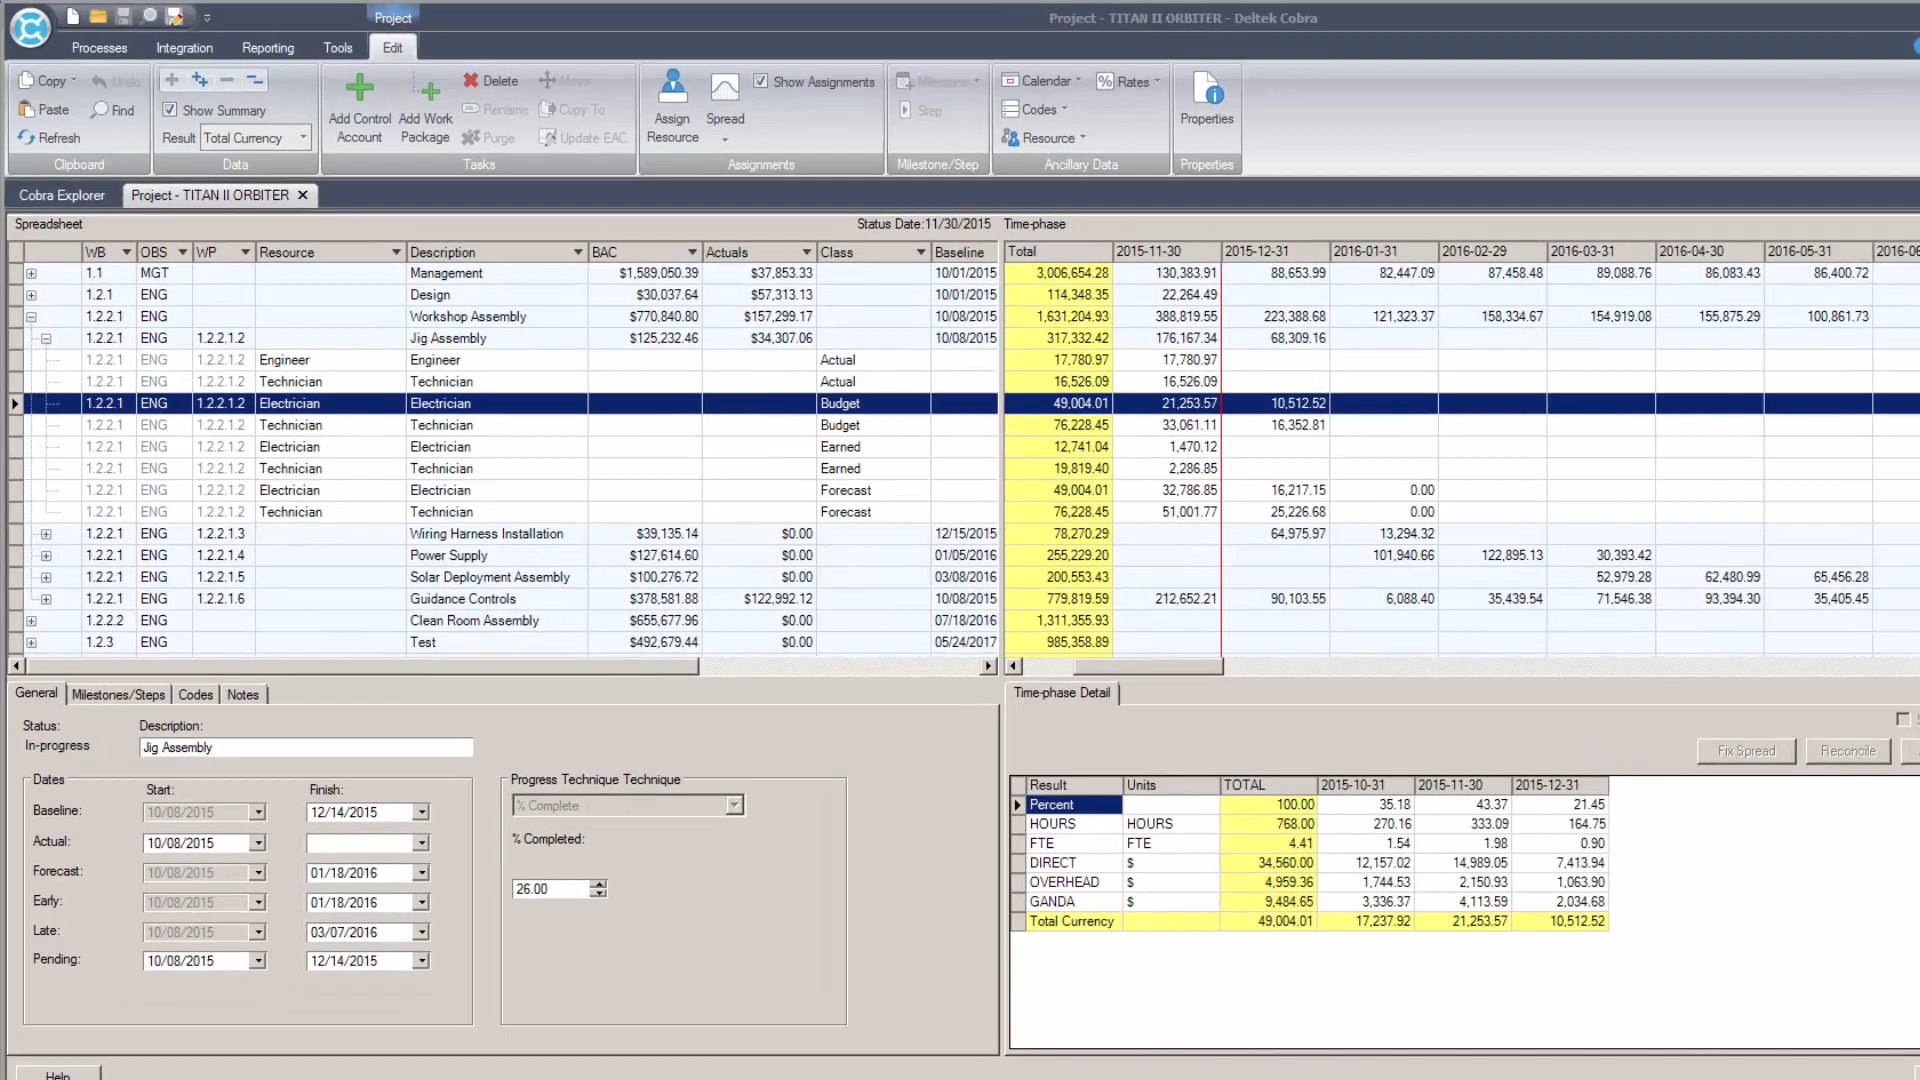 Project
Project - TITAN II ORBITER - Deltek Cobra
Processes Integration Reporting Tools Edit
Copy Undo
Paste Find
Refresh
Clipboard
Show Summary
Result Total Currency
Data
Add Control Account
Add Work Package
Delete Move
Rename Copy To
Purge Update EAC
Tasks
Assign Resource
Spread
Show Assignments
Assignments
Milestone
Step
Milestone/Step
Calendar Rates
Codes
Resource
Ancillary Data
Properties
Properties
Cobra Explorer Project - TITAN II ORBITER
Spreadsheet Status Date:11/30/2015 Time-phase
WB OBS WP Resource Description BAC Actuals Class Baseline Total 2015-11-30 2015-12-31 2016-01-31 2016-02-29 2016-03-31 2016-04-30 2016-05-31 2016-06
1.1 MGT Management $1,589,050.39 $37,853.33 10/01/2015 3,006,654.28 130,383.91 88,653.99 82,447.09 87,458.48 89,088.76 86,083.43 86,400.72
1.2.1 ENG Design $30,037.64 $57,313.13 10/01/2015 114,348.35 22,264.49
1.2.2.1 ENG Workshop Assembly $770,840.80 $157,299.17 10/08/2015 1,631,204.93 388,819.55 223,388.68 121,323.37 158,334.67 154,919.08 155,875.29 100,861.73
1.2.2.1 ENG 1.2.2.1.2 Jig Assembly $125,232.46 $34,307.06 10/08/2015 317,332.42 176,167.34 68,309.16
1.2.2.1 ENG 1.2.2.1.2 Engineer Engineer Actual 17,780.97 17,780.97
1.2.2.1 ENG 1.2.2.1.2 Technician Technician Actual 16,526.09 16,526.09
1.2.2.1 ENG 1.2.2.1.2 Electrician Electrician Budget 49,004.01 21,253.57 10,512.52
1.2.2.1 ENG 1.2.2.1.2 Technician Technician Budget 76,228.45 33,061.11 16,352.81
1.2.2.1 ENG 1.2.2.1.2 Electrician Electrician Earned 12,741.04 1,470.12
1.2.2.1 ENG 1.2.2.1.2 Technician Technician Earned 19,819.40 2,286.85
1.2.2.1 ENG 1.2.2.1.2 Electrician Electrician Forecast 49,004.01 32,786.85 16,217.15 0.00
1.2.2.1 ENG 1.2.2.1.2 Technician Technician Forecast 76,228.45 51,001.77 25,226.68 0.00
1.2.2.1 ENG 1.2.2.1.3 Wiring Harness Installation $39,135.14 $0.00 12/15/2015 78,270.29 64,975.97 13,294.32
1.2.2.1 ENG 1.2.2.1.4 Power Supply $127,614.60 $0.00 01/05/2016 255,229.20 101,940.66 122,895.13 30,393.42
1.2.2.1 ENG 1.2.2.1.5 Solar Deployment Assembly $100,276.72 $0.00 03/08/2016 200,553.43 52,979.28 62,480.99 65,456.28
1.2.2.1 ENG 1.2.2.1.6 Guidance Controls $378,581.88 $122,992.12 10/08/2015 779,819.59 212,652.21 90,103.55 6,088.40 35,439.54 71,546.38 93,394.30 35,405.45
1.2.2.2 ENG Clean Room Assembly $655,677.96 $0.00 07/18/2016 1,311,355.93
1.2.3 ENG Test $492,679.44 $0.00 05/24/2017 985,358.89
General Milestones/Steps Codes Notes
Status: Description:
In-progress Jig Assembly
Dates
Start: Finish:
Baseline: 10/08/2015 12/14/2015
Actual: 10/08/2015
Forecast: 10/08/2015 01/18/2016
Early: 10/08/2015 01/18/2016
Late: 10/08/2015 03/07/2016
Pending: 10/08/2015 12/14/2015
Progress Technique Technique
% Complete
% Completed:
26.00
Time-phase Detail
Fix Spread Reconcile
Result Units TOTAL 2015-10-31 2015-11-30 2015-12-31
Percent 100.00 35.18 43.37 21.45
HOURS HOURS 768.00 270.16 333.09 164.75
FTE FTE 4.41 1.54 1.98 0.90
DIRECT $ 34,560.00 12,157.02 14,989.05 7,413.94
OVERHEAD $ 4,959.36 1,744.53 2,150.93 1,063.90
GANDA $ 9,484.65 3,336.37 4,113.59 2,034.68
Total Currency 49,004.01 17,237.92 21,253.57 10,512.52
Help